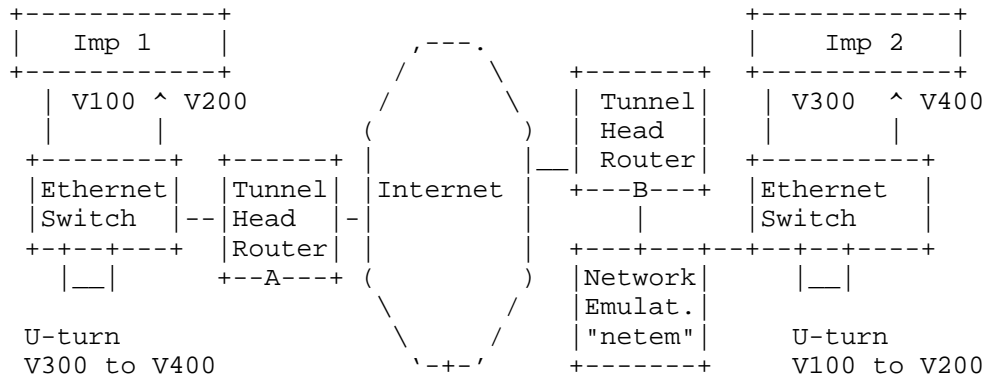 Imp 1 Imp 2
V100 V200 Tunnel V300 V400
Head
Router
Ethernet Tunnel Internet Ethernet
Switch Head B Switch
Router
A Network
Emulat.
U-turn "netem" U-turn
V300 to V400 V100 to V200